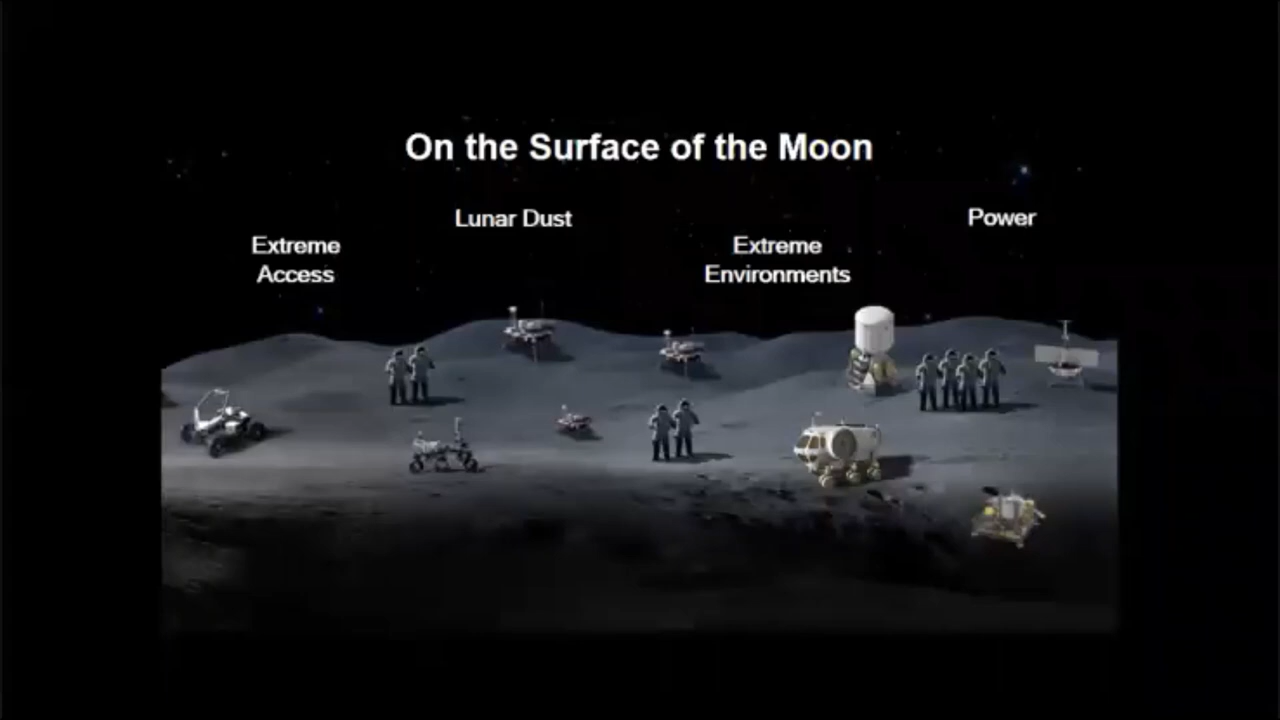 On the Surface of the Moon
Lunar Dust
Power
Extreme
Access
Extreme
Environments